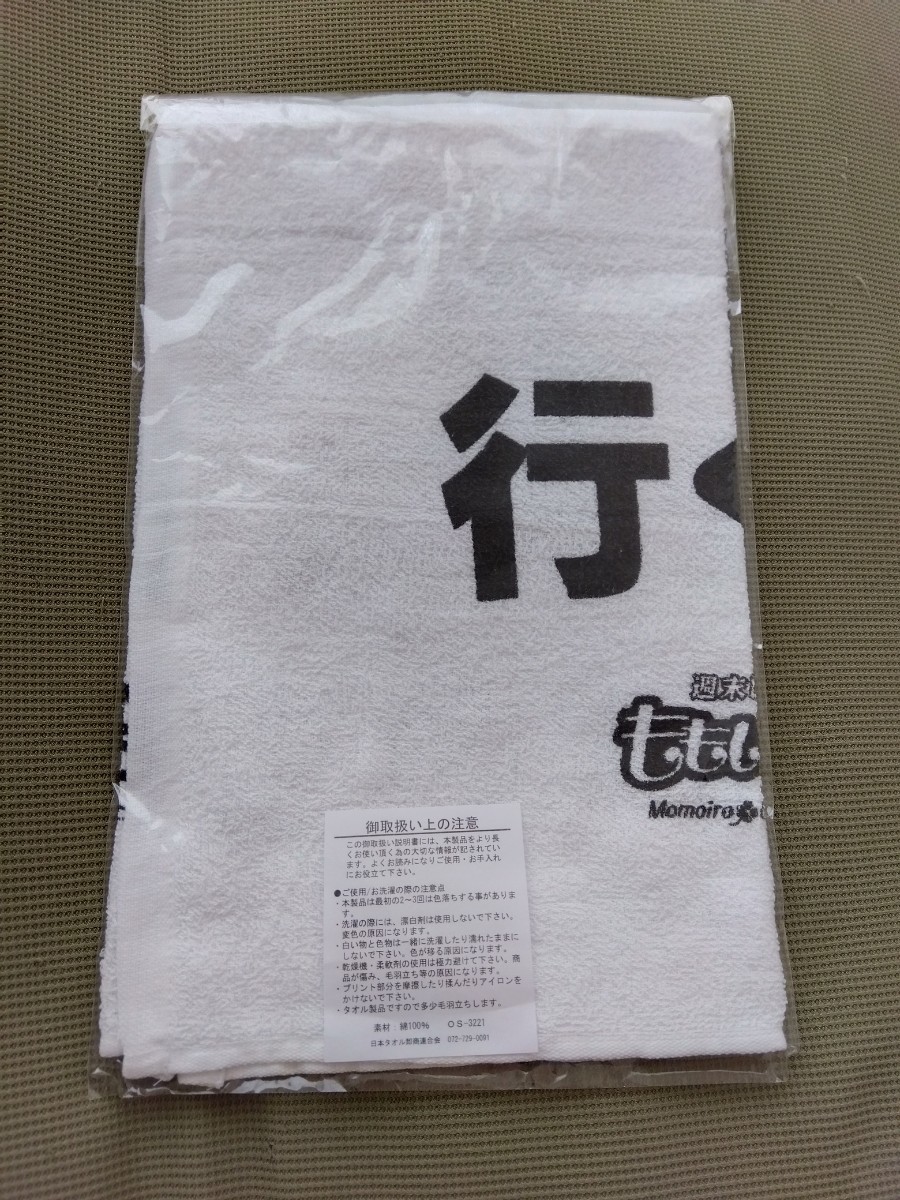 行く
週末
ももし
Momoiro
御取扱い上の注意
この御取扱い説明書には、本製品をより長
くお使い頂く為の大切な情報が記されてい
ます。よくお読みになりご使用・お手入れ
にお役立て下さい。
●ご使用/お洗濯の際の注意点
・本製品は最初の2～3回は色落ちする事がありま
す。
・洗濯の際には、漂白剤は使用しないで下さい。
変色の原因になります。
・白い物と色物は一緒に洗濯したり濡れたままに
しないで下さい。色が移る原因になります。
・乾燥機・柔軟剤の使用は極力避けて下さい。商
品が傷み、毛羽立ち等の原因になります。
・プリント部分を摩擦したり揉んだりアイロンを
かけないで下さい。
・タオル製品ですので多少毛羽立ちします。
素材：綿100% OS-3221
日本タオル卸商連合会 072-729-0091